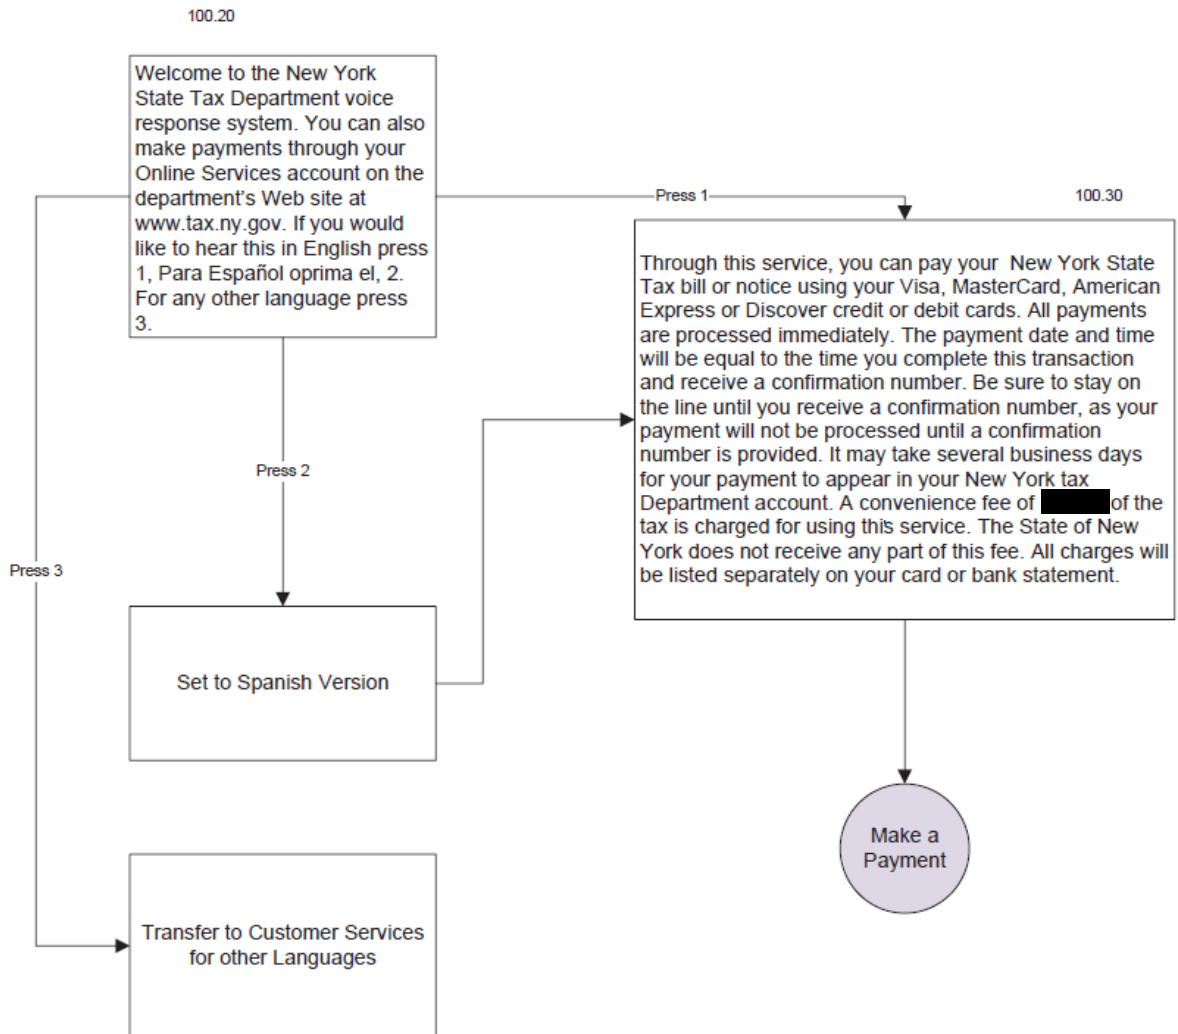 100.20
Welcome to the New York
State Tax Department voice
response system. You can also
make payments through your
Online Services account on the
department's Web site at
www.tax.ny.gov. If you would
like to hear this in English press
1, Para Español oprima el, 2.
For any other language press
3.
Press 1
100.30
Through this service, you can pay your  New York State
Tax bill or notice using your Visa, MasterCard, American
Express or Discover credit or debit cards. All payments
are processed immediately. The payment date and time
will be equal to the time you complete this transaction
and receive a confirmation number. Be sure to stay on
the line until you receive a confirmation number, as your
payment will not be processed until a confirmation
number is provided. It may take several business days
for your payment to appear in your New York tax
Department account. A convenience fee of of the
tax is charged for using this service. The State of New
York does not receive any part of this fee. All charges will
be listed separately on your card or bank statement.
Press 2
Press 3
Set to Spanish Version
Make a
Payment
Transfer to Customer Services
for other Languages